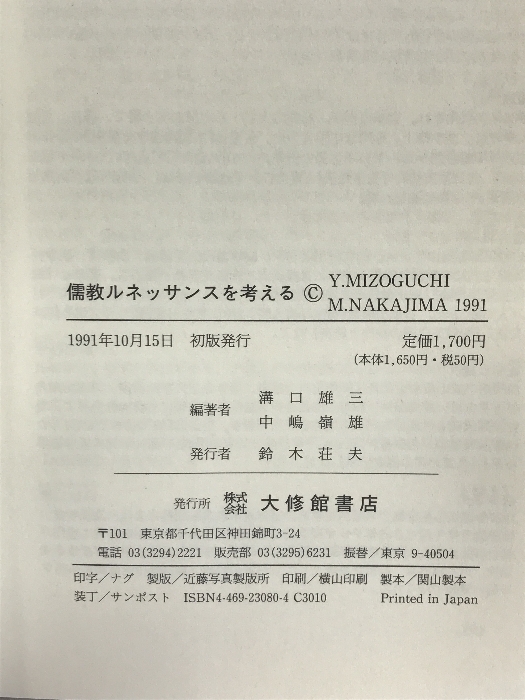 儒教ルネッサンスを考える © Y.MIZOGUCHI
M.NAKAJIMA 1991
1991年10月15日 初版発行 定価1,700円
(本体1,650円・税50円)
編著者 溝口雄三
中嶋嶺雄
発行者 鈴木荘夫
発行所 株式会社 大修館書店
〒101 東京都千代田区神田錦町3-24
電話 03(3294)2221 販売部 03(3295)6231 振替/東京 9-40504
印字/ナグ 製版/近藤写真製版所 印刷/横山印刷 製本/関山製本
装丁/サンポスト ISBN4-469-23080-4 C3010 Printed in Japan